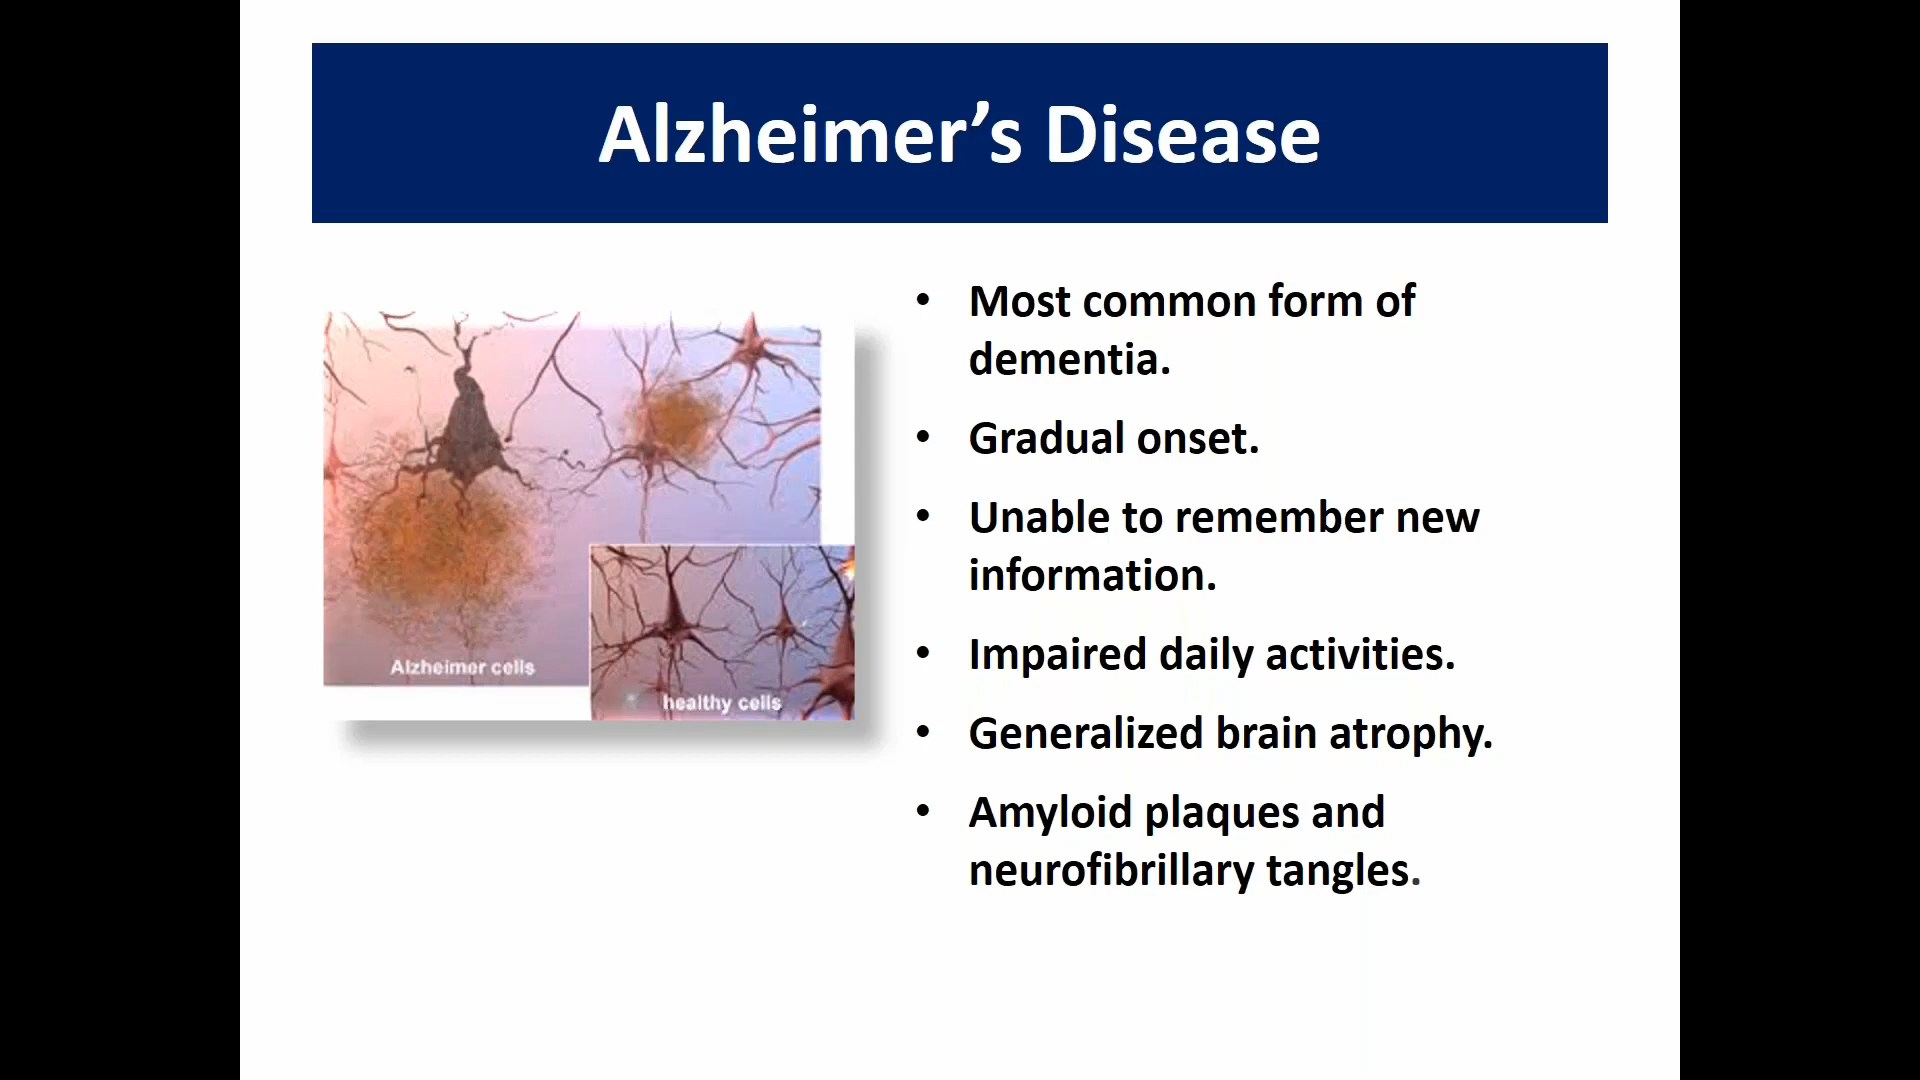 Alzheimer’s Disease
• Most common form of
dementia.
• Gradual onset.
• Unable to remember new
information.
• Impaired daily activities.
• Generalized brain atrophy.
• Amyloid plaques and
neurofibrillary tangles.
Alzheimer cells
healthy cells